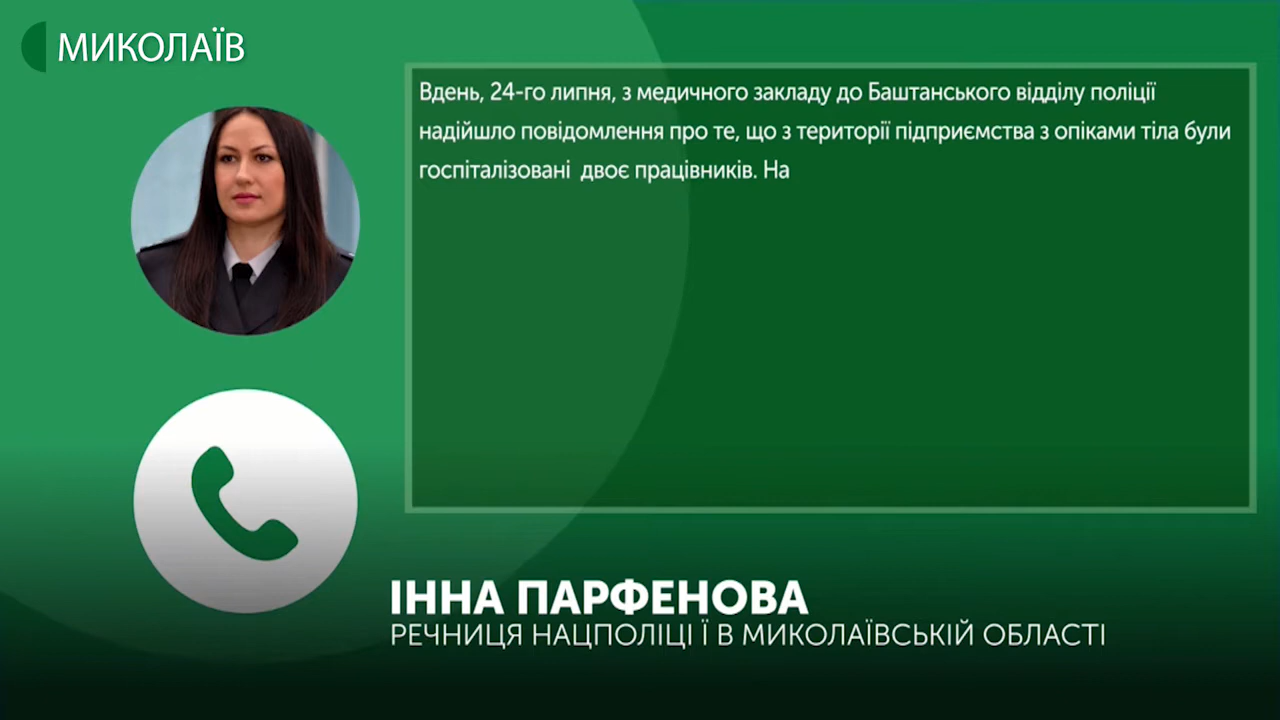 МИКОЛАЇВ
Вдень, 24-го липня, з медичного закладу до Баштанського відділу поліції
надійшло повідомлення про те, що з території підприємства з опіками тіла були
госпіталізовані двоє працівників. На
ІННА ПАРФЕНОВА
РЕЧНИЦЯ НАЦПОЛІЦІ Ї В МИКОЛАЇВСЬКІЙ ОБЛАСТІ